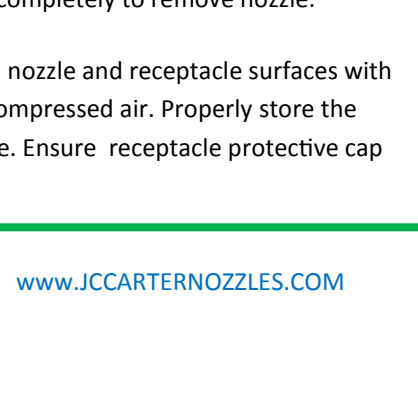 completely to remove nozzle.
nozzle and receptacle surfaces with
ompressed air. Properly store the
e. Ensure  receptacle protective cap
www.JCCARTERNOZZLES.COM